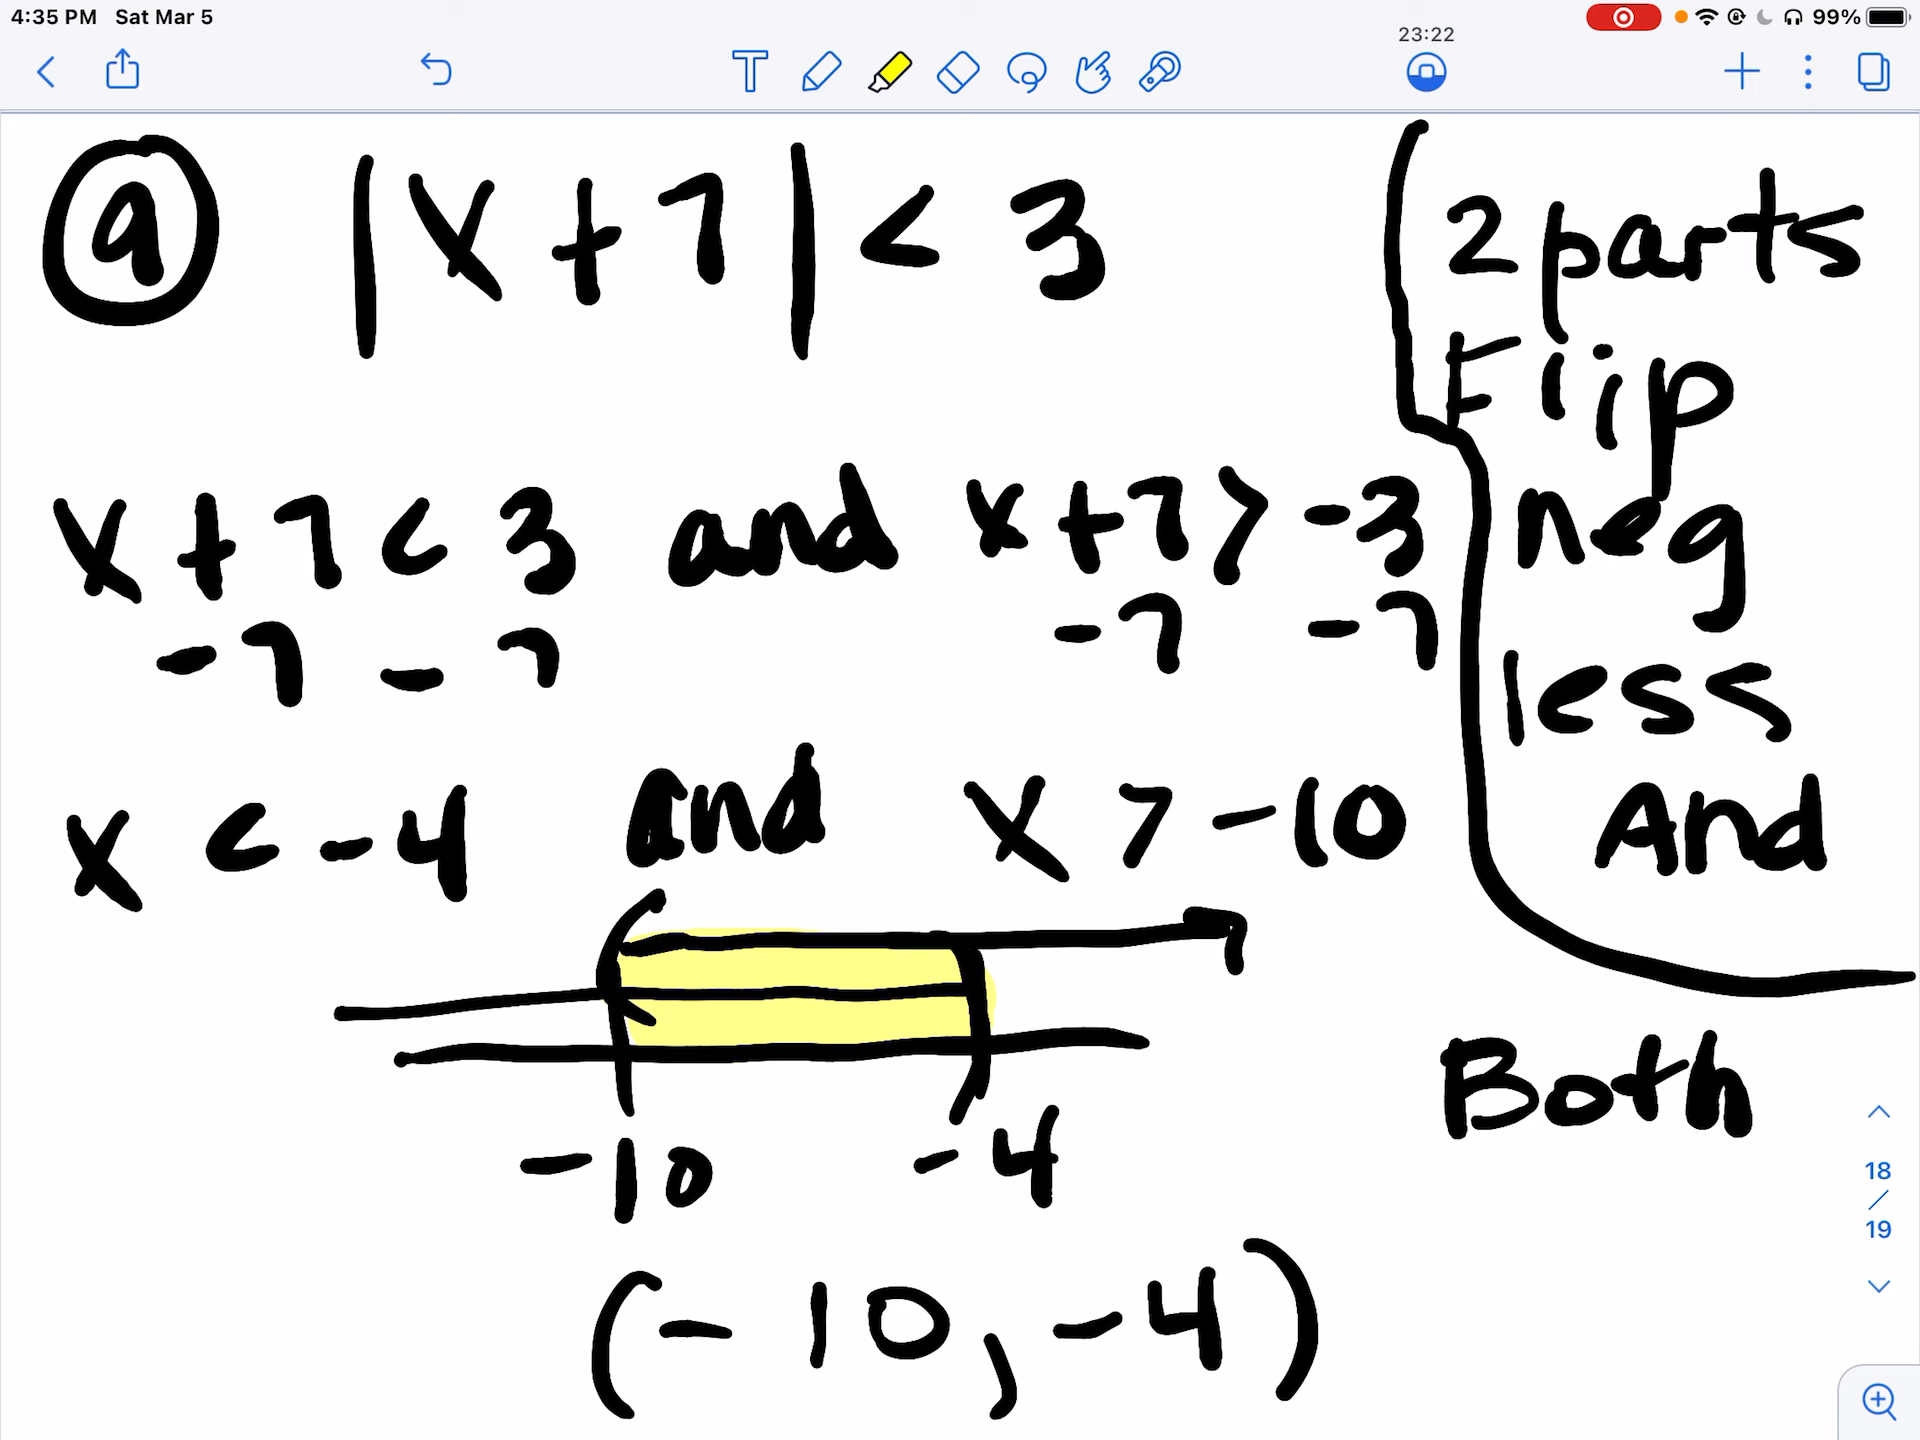 4:35 PM Sat Mar 5
99%
23:22
T
a |x + 7| < 3
2 parts
Flip
neg
less
And
x + 7 < 3 and x + 7 > -3
-7 - 7 -7 -7
x < -4 and x > -10
Both
-10 -4
(-10, -4)
18
/
19